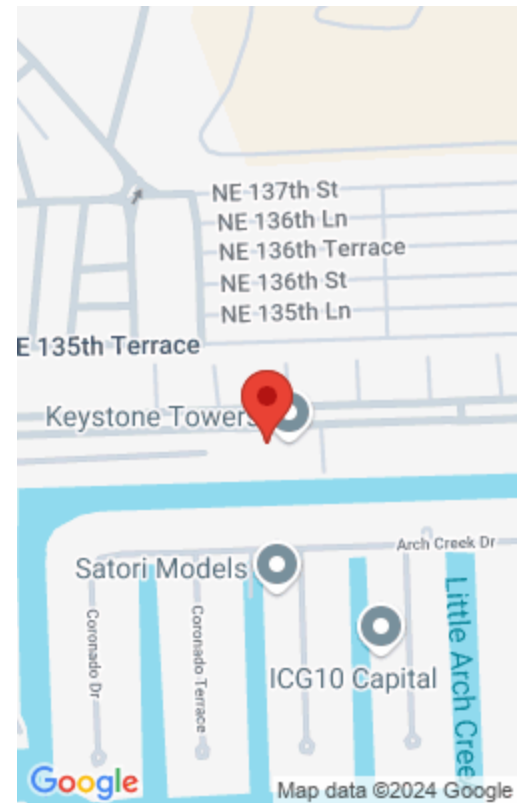 NE 137th St
NE 136th Ln
NE 136th Terrace
NE 136th St
NE 135th Ln
E 135th Terrace
Keystone Towers
Arch Creek Dr
Satori Models
Coronado Dr
Coronado Terrace
Little Arch Cree
ICG10 Capital
Google
Map data ©2024 Google